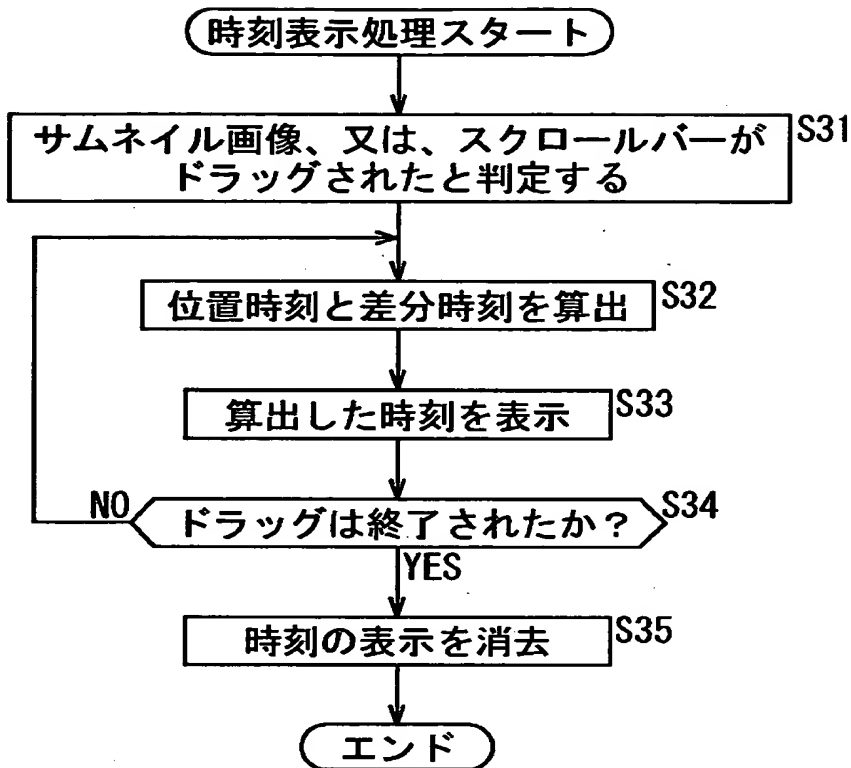 時刻表示処理スタート
サムネイル画像、又は、スクロールバーが S31
ドラッグされたと判定する
位置時刻と差分時刻を算出 S32
算出した時刻を表示 S33
NO ドラッグは終了されたか？ S34
YES
時刻の表示を消去 S35
エンド